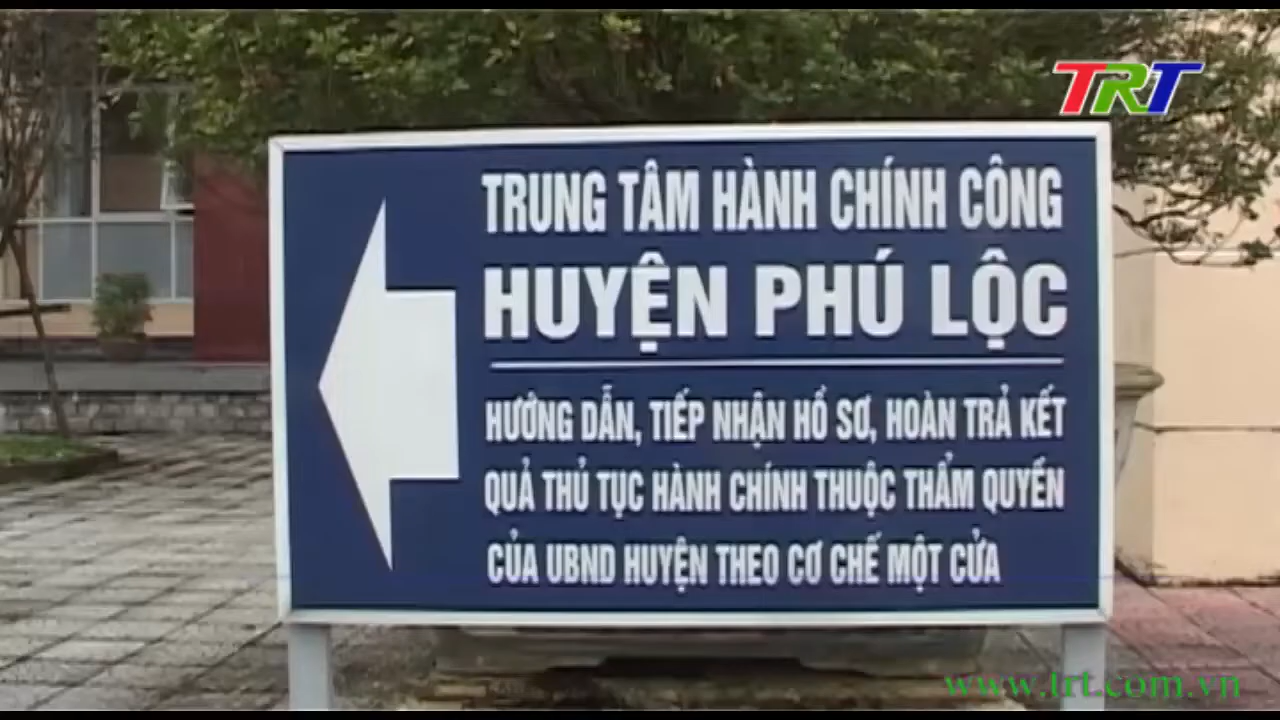 TRT
TRUNG TÂM HÀNH CHÍNH CÔNG
HUYỆN PHÚ LỘC
HƯỚNG DẪN, TIẾP NHẬN HỒ SƠ, HOÀN TRẢ KẾT
QUẢ THỦ TỤC HÀNH CHÍNH THUỘC THẨM QUYỀN
CỦA UBND HUYỆN THEO CƠ CHẾ MỘT CỬA
www.trt.com.vn